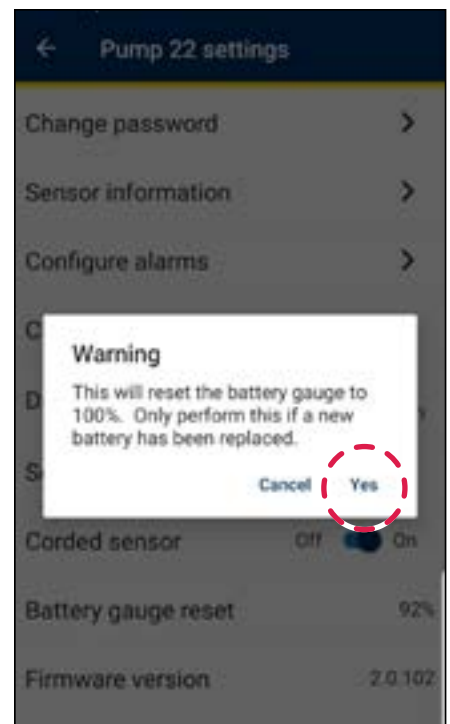 Pump 22 settings
Change password
Sensor information
Configure alarms
C
Warning
This will reset the battery gauge to
100%. Only perform this if a new
battery has been replaced.
D
S
Cancel Yes
Corded sensor Off On
Battery gauge reset 92%
Firmware version 2.0.102